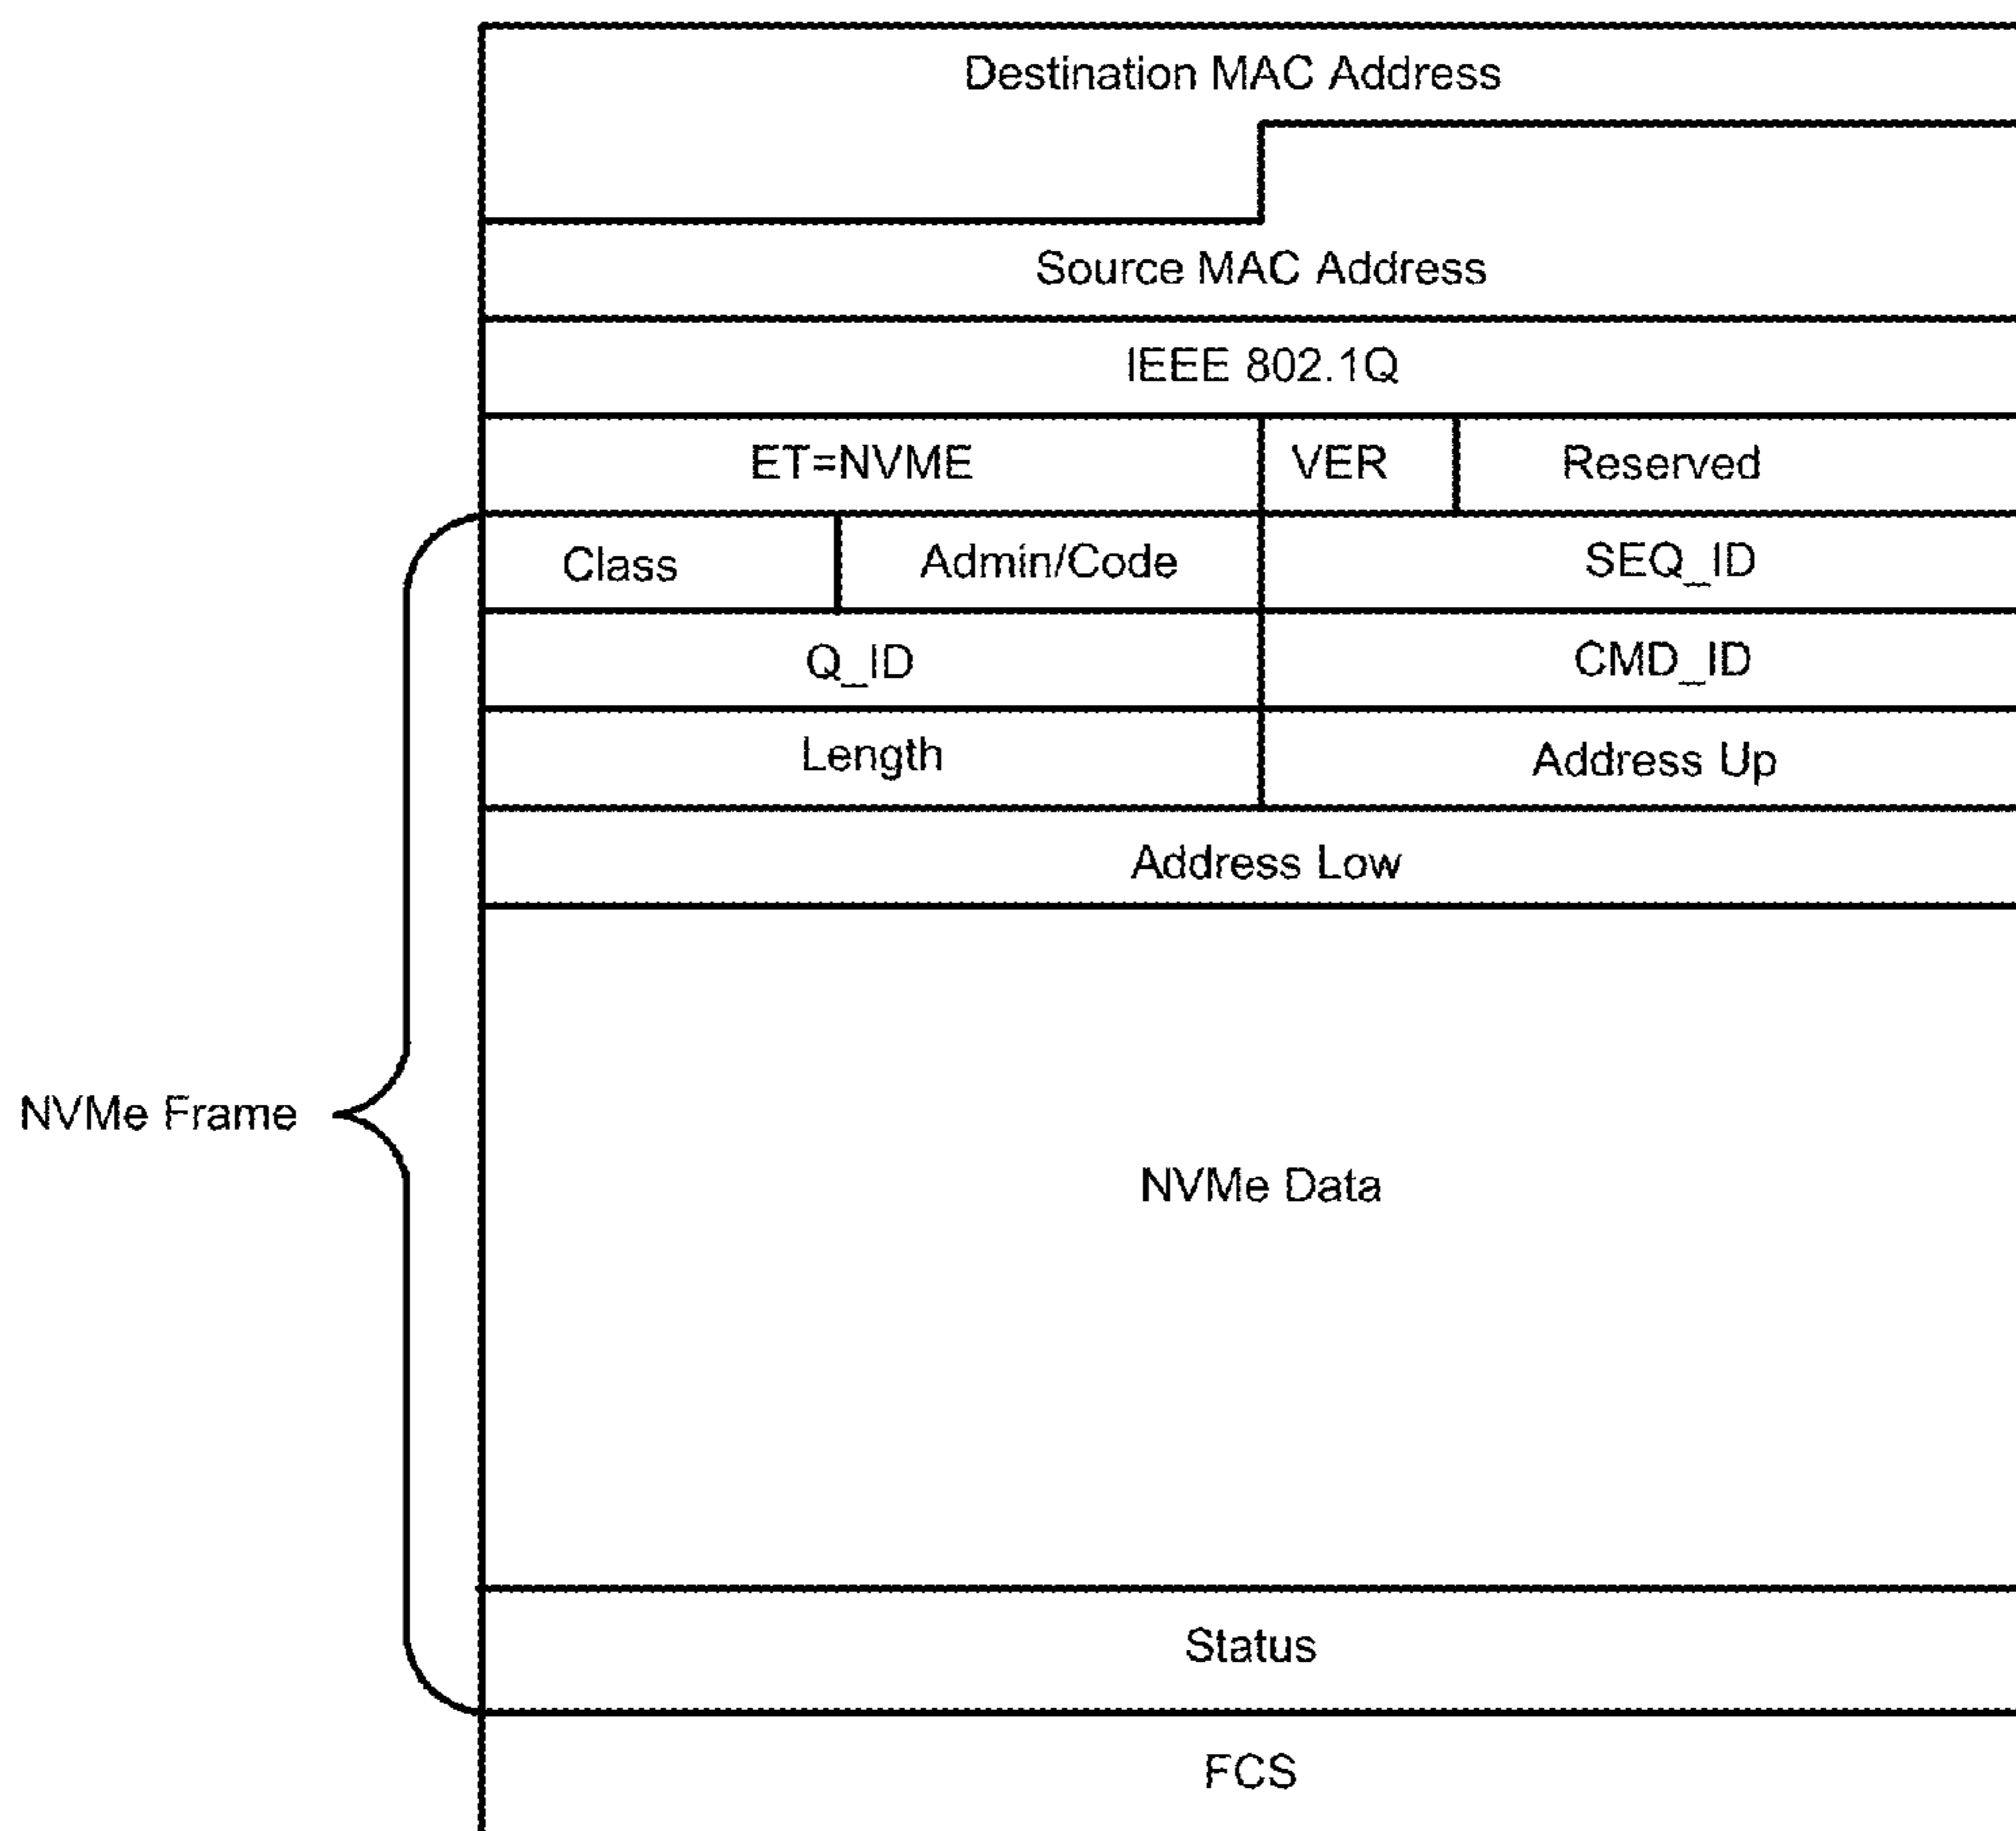 Destination MAC Address
Source MAC Address
IEEE 802.1Q
ET=NVME VER Reserved
Class Admin/Code SEQ_ID
Q_ID CMD_ID
Length Address Up
Address Low
NVMe Frame
NVMe Data
Status
FCS